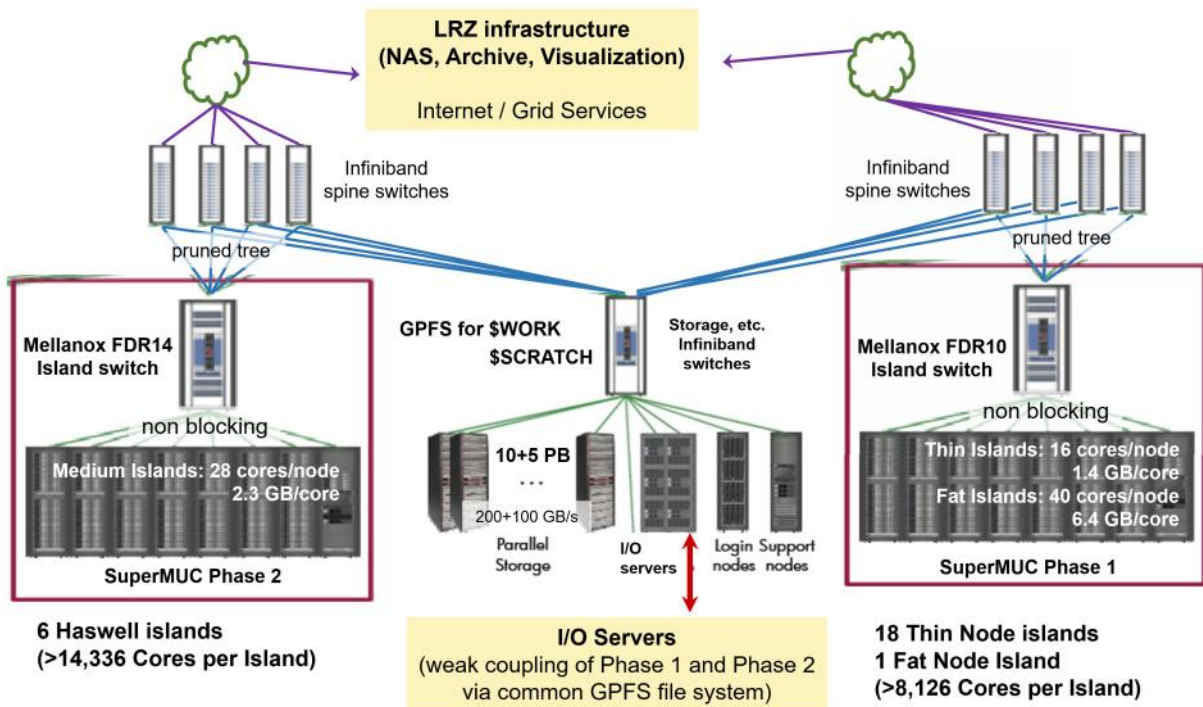 LRZ infrastructure
(NAS, Archive, Visualization)
Internet / Grid Services
Infiniband
spine switches
Infiniband
spine switches
pruned tree
pruned tree
Mellanox FDR14
Island switch
GPFS for $WORK
$SCRATCH
Storage, etc.
Infiniband
switches
Mellanox FDR10
Island switch
non blocking
non blocking
Medium Islands: 28 cores/node
2.3 GB/core
10+5 PB
...
200+100 GB/s
Parallel
Storage
I/O
servers
Login
nodes
Support
nodes
Thin Islands: 16 cores/node
1.4 GB/core
Fat Islands: 40 cores/node
6.4 GB/core
SuperMUC Phase 2
SuperMUC Phase 1
6 Haswell islands
(>14,336 Cores per Island)
I/O Servers
(weak coupling of Phase 1 and Phase 2
via common GPFS file system)
18 Thin Node islands
1 Fat Node Island
(>8,126 Cores per Island)